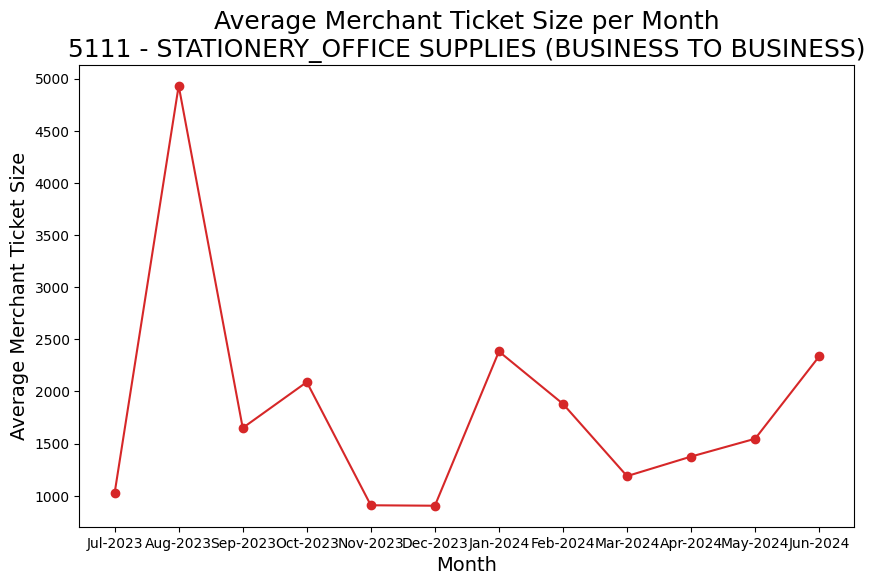 Average Merchant Ticket Size per Month
5111 - STATIONERY_OFFICE SUPPLIES (BUSINESS TO BUSINESS)
Average Merchant Ticket Size
5000
4500
4000
3500
3000
2500
2000
1500
1000
Jul-2023 Aug-2023 Sep-2023 Oct-2023 Nov-2023 Dec-2023 Jan-2024 Feb-2024 Mar-2024 Apr-2024 May-2024 Jun-2024
Month